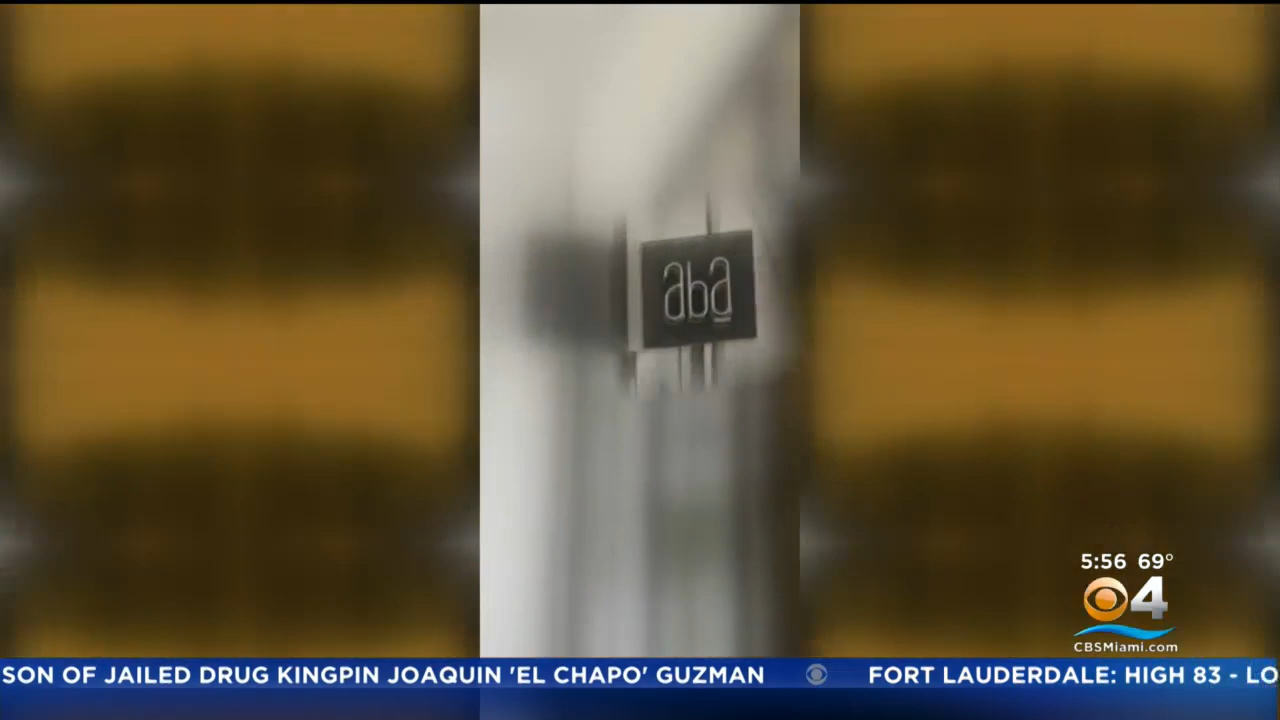 aba
5:56 69°
4
CBSMiami.com
SON OF JAILED DRUG KINGPIN JOAQUIN 'EL CHAPO' GUZMAN FORT LAUDERDALE: HIGH 83 - LO